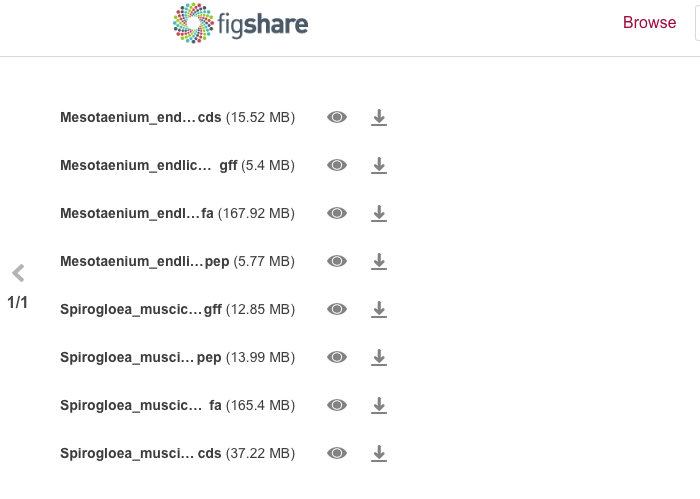 figshare
Browse
Mesotaenium_end... cds (15.52 MB)
Mesotaenium_endlic... gff (5.4 MB)
Mesotaenium_endl...fa (167.92 MB)
Mesotaenium_endli...pep (5.77 MB)
1/1
Spirogloea_muscic...gff (12.85 MB)
Spirogloea_musci... pep (13.99 MB)
Spirogloea_muscic... fa (165.4 MB)
Spirogloea_musci... cds (37.22 MB)